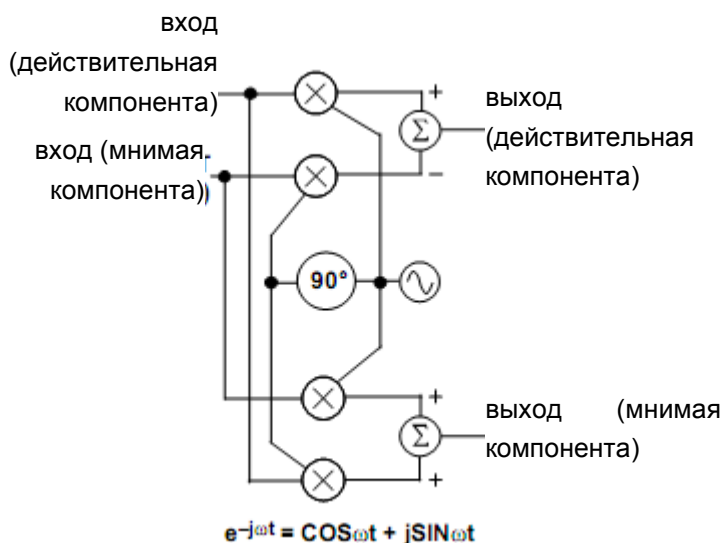 вход
(действительная
компонента)
вход (мнимая
компонента)
выход
(действительная
компонента)
90°
выход (мнимая
компонента)
+
Σ
−
+
Σ
+
e⁻ʲωᵗ = COSωt + jSINωt